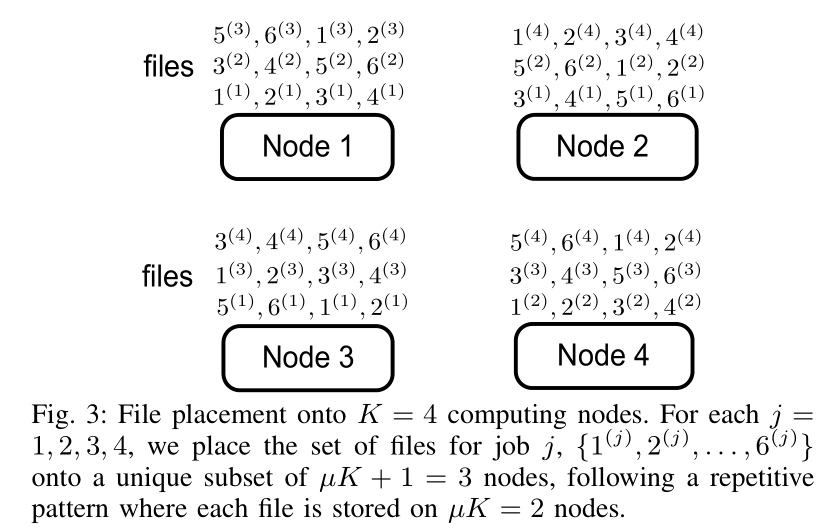 5^{(3)}, 6^{(3)}, 1^{(3)}, 2^{(3)}
files 3^{(2)}, 4^{(2)}, 5^{(2)}, 6^{(2)}
1^{(1)}, 2^{(1)}, 3^{(1)}, 4^{(1)}
Node 1
1^{(4)}, 2^{(4)}, 3^{(4)}, 4^{(4)}
5^{(2)}, 6^{(2)}, 1^{(2)}, 2^{(2)}
3^{(1)}, 4^{(1)}, 5^{(1)}, 6^{(1)}
Node 2
3^{(4)}, 4^{(4)}, 5^{(4)}, 6^{(4)}
files 1^{(3)}, 2^{(3)}, 3^{(3)}, 4^{(3)}
5^{(1)}, 6^{(1)}, 1^{(1)}, 2^{(1)}
Node 3
5^{(4)}, 6^{(4)}, 1^{(4)}, 2^{(4)}
3^{(3)}, 4^{(3)}, 5^{(3)}, 6^{(3)}
1^{(2)}, 2^{(2)}, 3^{(2)}, 4^{(2)}
Node 4
Fig. 3: File placement onto K = 4 computing nodes. For each j =
1, 2, 3, 4, we place the set of files for job j, {1^{(j)}, 2^{(j)}, . . . , 6^{(j)}}
onto a unique subset of μK + 1 = 3 nodes, following a repetitive
pattern where each file is stored on μK = 2 nodes.